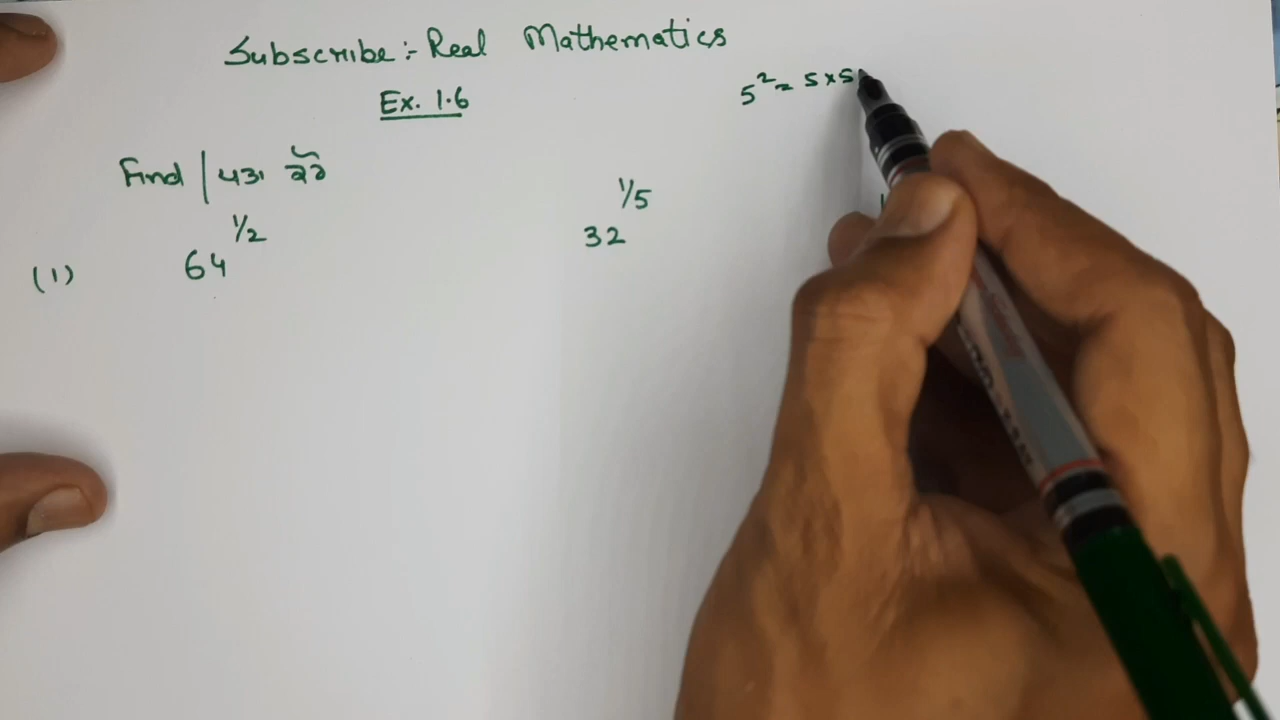 Subscribe :- Real Mathematics
Ex. 1.6
5² = 5×5
Find |
(1) 64^1/2 32^1/5